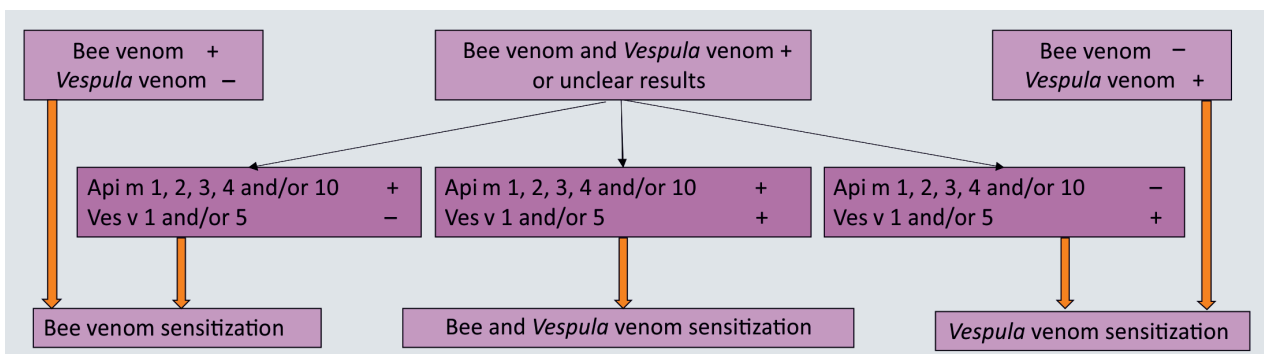 Bee venom +
Vespula venom –
Bee venom and Vespula venom +
or unclear results
Bee venom –
Vespula venom +
Api m 1, 2, 3, 4 and/or 10 +
Ves v 1 and/or 5 –
Api m 1, 2, 3, 4 and/or 10 +
Ves v 1 and/or 5 +
Api m 1, 2, 3, 4 and/or 10 –
Ves v 1 and/or 5 +
Bee venom sensitization
Bee and Vespula venom sensitization
Vespula venom sensitization